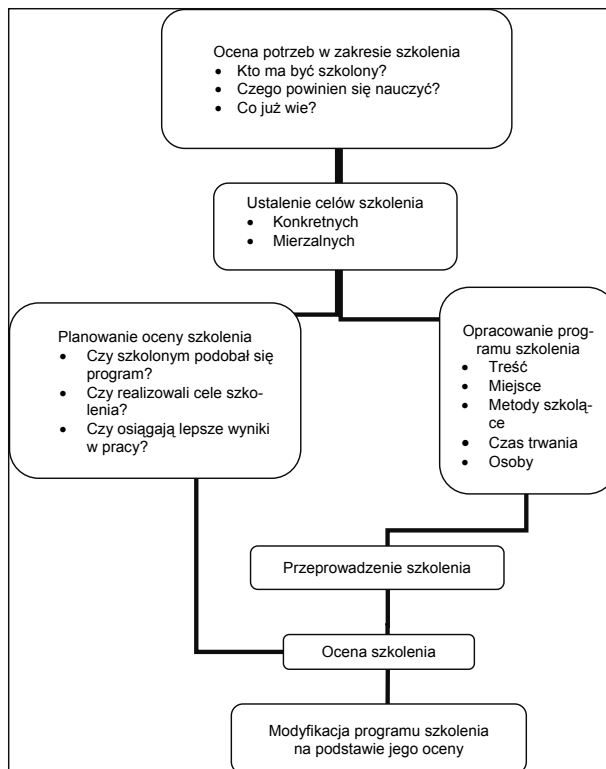 Ocena potrzeb w zakresie szkolenia
• Kto ma być szkolony?
• Czego powinien się nauczyć?
• Co już wie?
Ustalenie celów szkolenia
• Konkretnych
• Mierzalnych
Planowanie oceny szkolenia
• Czy szkolonym podobał się
program?
• Czy realizowali cele szko-
lenia?
• Czy osiągają lepsze wyniki
w pracy?
Opracowanie prog-
ramu szkolenia
• Treść
• Miejsce
• Metody szkolą-
ce
• Czas trwania
• Osoby
Przeprowadzenie szkolenia
Ocena szkolenia
Modyfikacja programu szkolenia
na podstawie jego oceny